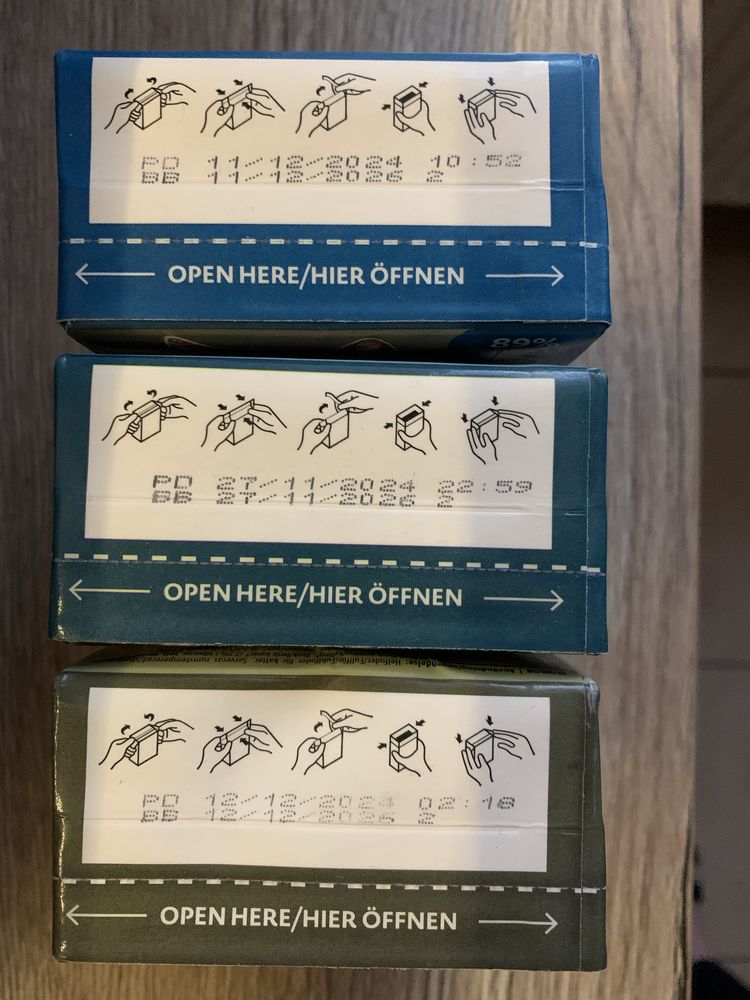 PD 11/12/2024 10:52
BB 11/12/2026 2
OPEN HERE/HIER ÖFFNEN
89%
PD 27/11/2024 22:59
BB 27/11/2026 2
OPEN HERE/HIER ÖFFNEN
PD 12/12/2024 02:18
BB 12/12/2026 2
OPEN HERE/HIER ÖFFNEN